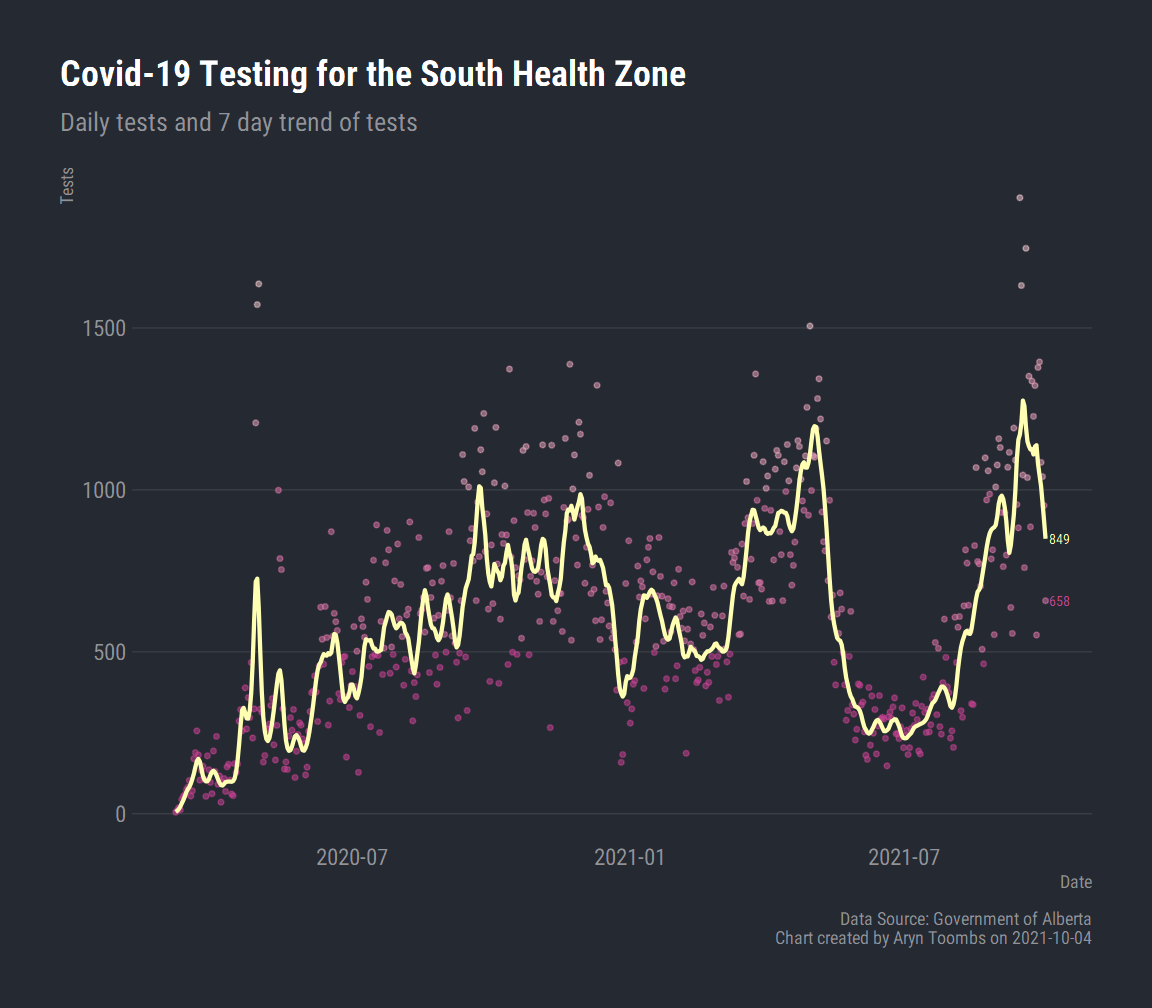 Covid-19 Testing for the South Health Zone
Daily tests and 7 day trend of tests
Tests
1500
1000
849
658
500
0
2020-07
2021-01
2021-07
Date
Data Source: Government of Alberta
Chart created by Aryn Toombs on 2021-10-04